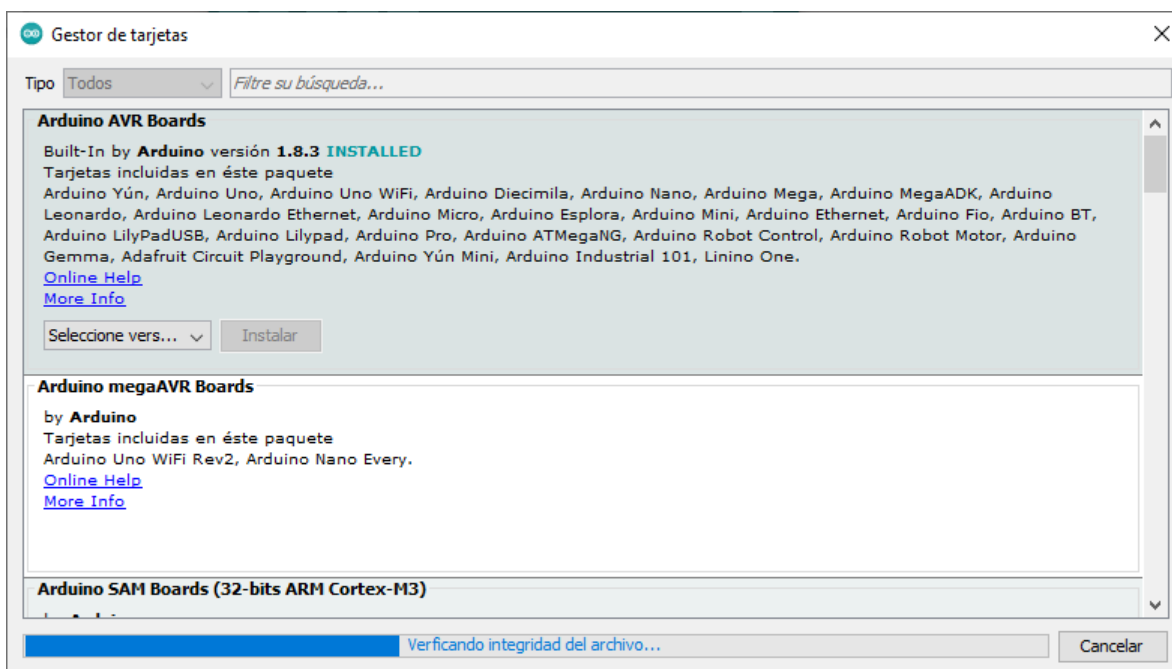 Gestor de tarjetas
Tipo Todos Filtre su búsqueda...
Arduino AVR Boards
Built-In by Arduino versión 1.8.3 INSTALLED
Tarjetas incluidas en éste paquete
Arduino Yún, Arduino Uno, Arduino Uno WiFi, Arduino Diecimila, Arduino Nano, Arduino Mega, Arduino MegaADK, Arduino
Leonardo, Arduino Leonardo Ethernet, Arduino Micro, Arduino Esplora, Arduino Mini, Arduino Ethernet, Arduino Fio, Arduino BT,
Arduino LilyPadUSB, Arduino Lilypad, Arduino Pro, Arduino ATMegaNG, Arduino Robot Control, Arduino Robot Motor, Arduino
Gemma, Adafruit Circuit Playground, Arduino Yún Mini, Arduino Industrial 101, Linino One.
Online Help
More Info
Seleccione vers... Instalar
Arduino megaAVR Boards
by Arduino
Tarjetas incluidas en éste paquete
Arduino Uno WiFi Rev2, Arduino Nano Every.
Online Help
More Info
Arduino SAM Boards (32-bits ARM Cortex-M3)
Verficando integridad del archivo... Cancelar